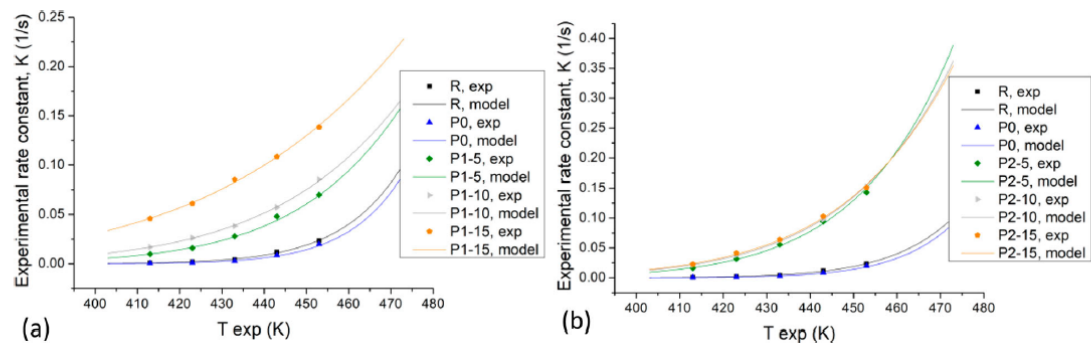 0.25
0.20
0.15
0.10
0.05
0.00
Experimental rate constant, K (1/s)
400 410 420 430 440 450 460 470 480
T exp (K)
(a)
R, exp
R, model
P0, exp
P0, model
P1-5, exp
P1-5, model
P1-10, exp
P1-10, model
P1-15, exp
P1-15, model
0.40
0.35
0.30
0.25
0.20
0.15
0.10
0.05
0.00
Experimental rate constant, K (1/s)
400 410 420 430 440 450 460 470 480
T exp (K)
(b)
R, exp
R, model
P0, exp
P0, model
P2-5, exp
P2-5, model
P2-10, exp
P2-10, model
P2-15, exp
P2-15, model